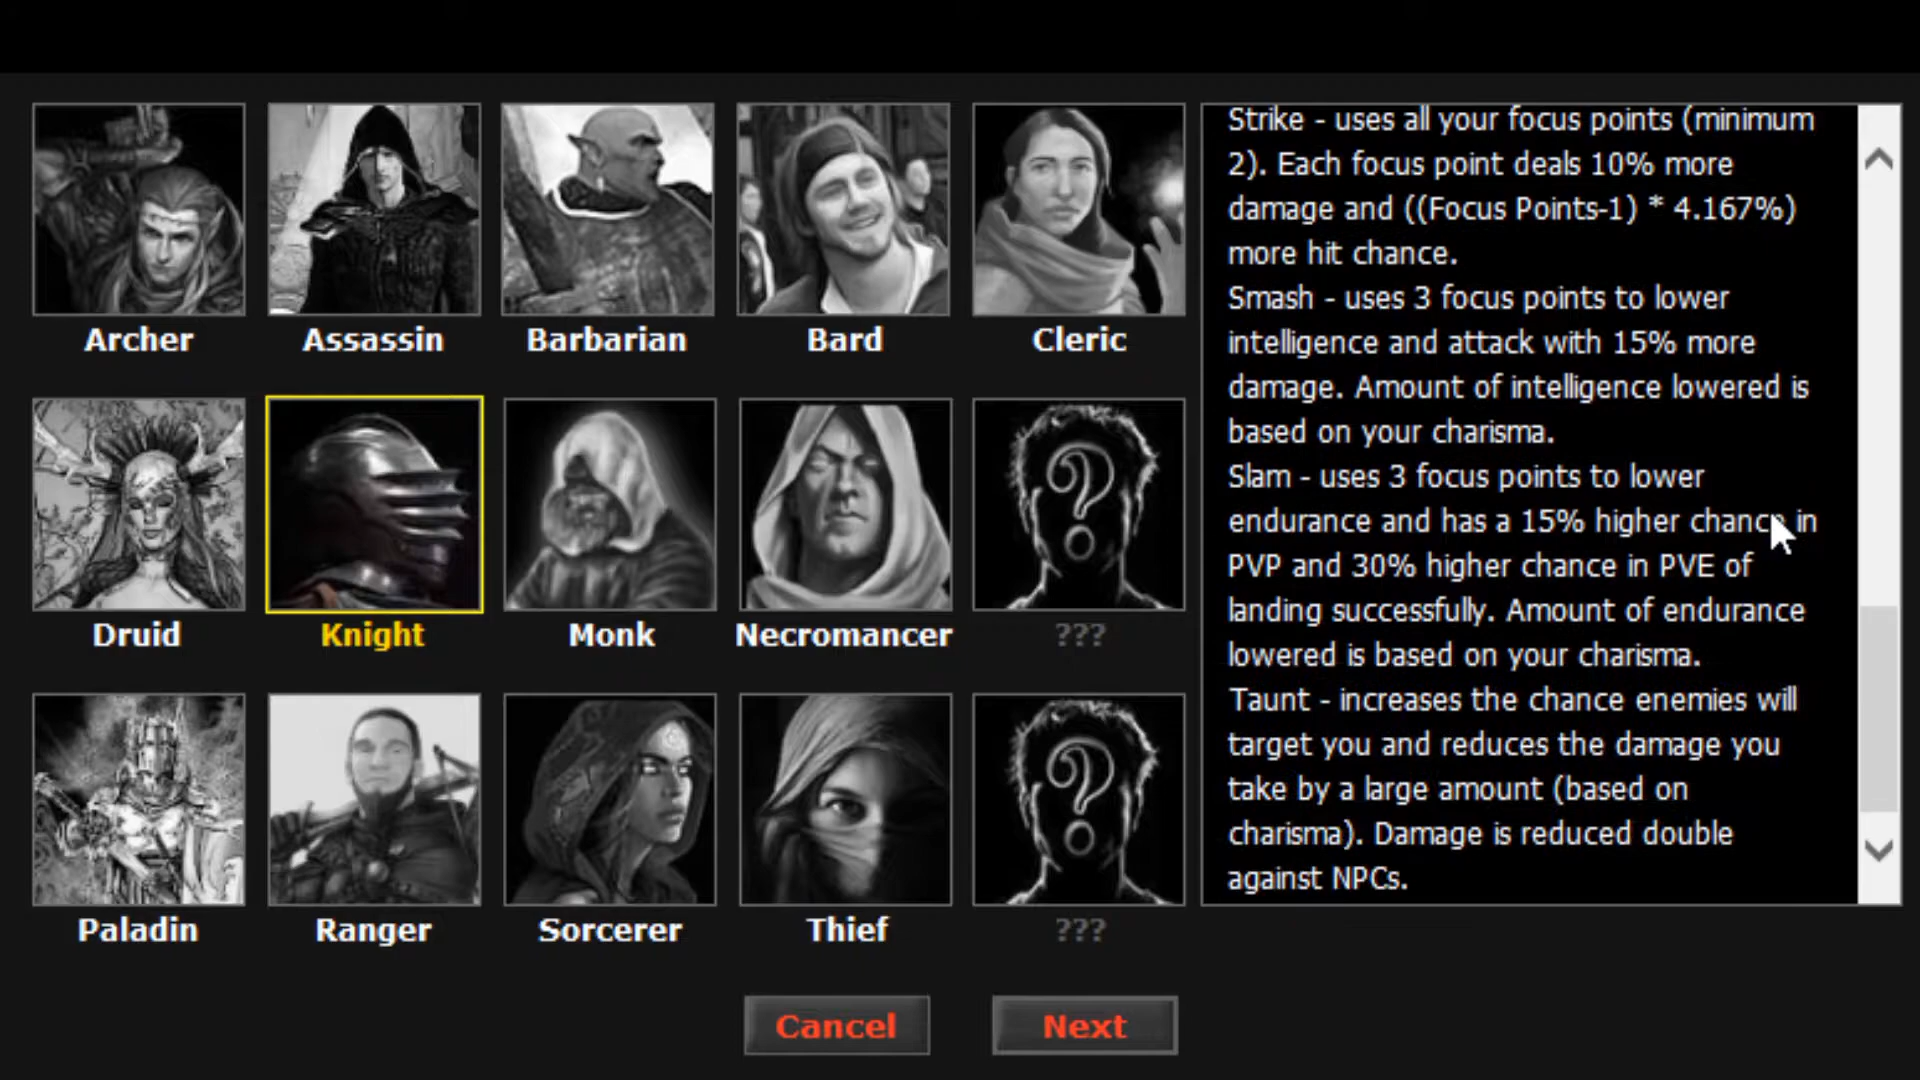 Archer
Assassin
Barbarian
Bard
Cleric
Druid
Knight
Monk
Necromancer
???
Paladin
Ranger
Sorcerer
Thief
???
Strike - uses all your focus points (minimum
2). Each focus point deals 10% more
damage and ((Focus Points-1) * 4.167%)
more hit chance.
Smash - uses 3 focus points to lower
intelligence and attack with 15% more
damage. Amount of intelligence lowered is
based on your charisma.
Slam - uses 3 focus points to lower
endurance and has a 15% higher chance in
PVP and 30% higher chance in PVE of
landing successfully. Amount of endurance
lowered is based on your charisma.
Taunt - increases the chance enemies will
target you and reduces the damage you
take by a large amount (based on
charisma). Damage is reduced double
against NPCs.
Cancel
Next